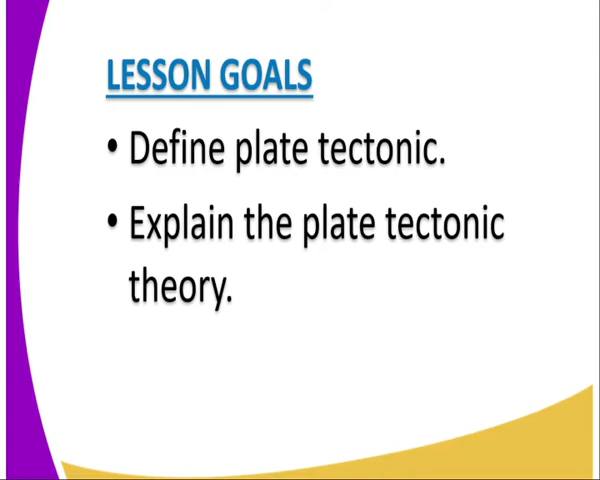 LESSON GOALS
• Define plate tectonic.
• Explain the plate tectonic
theory.